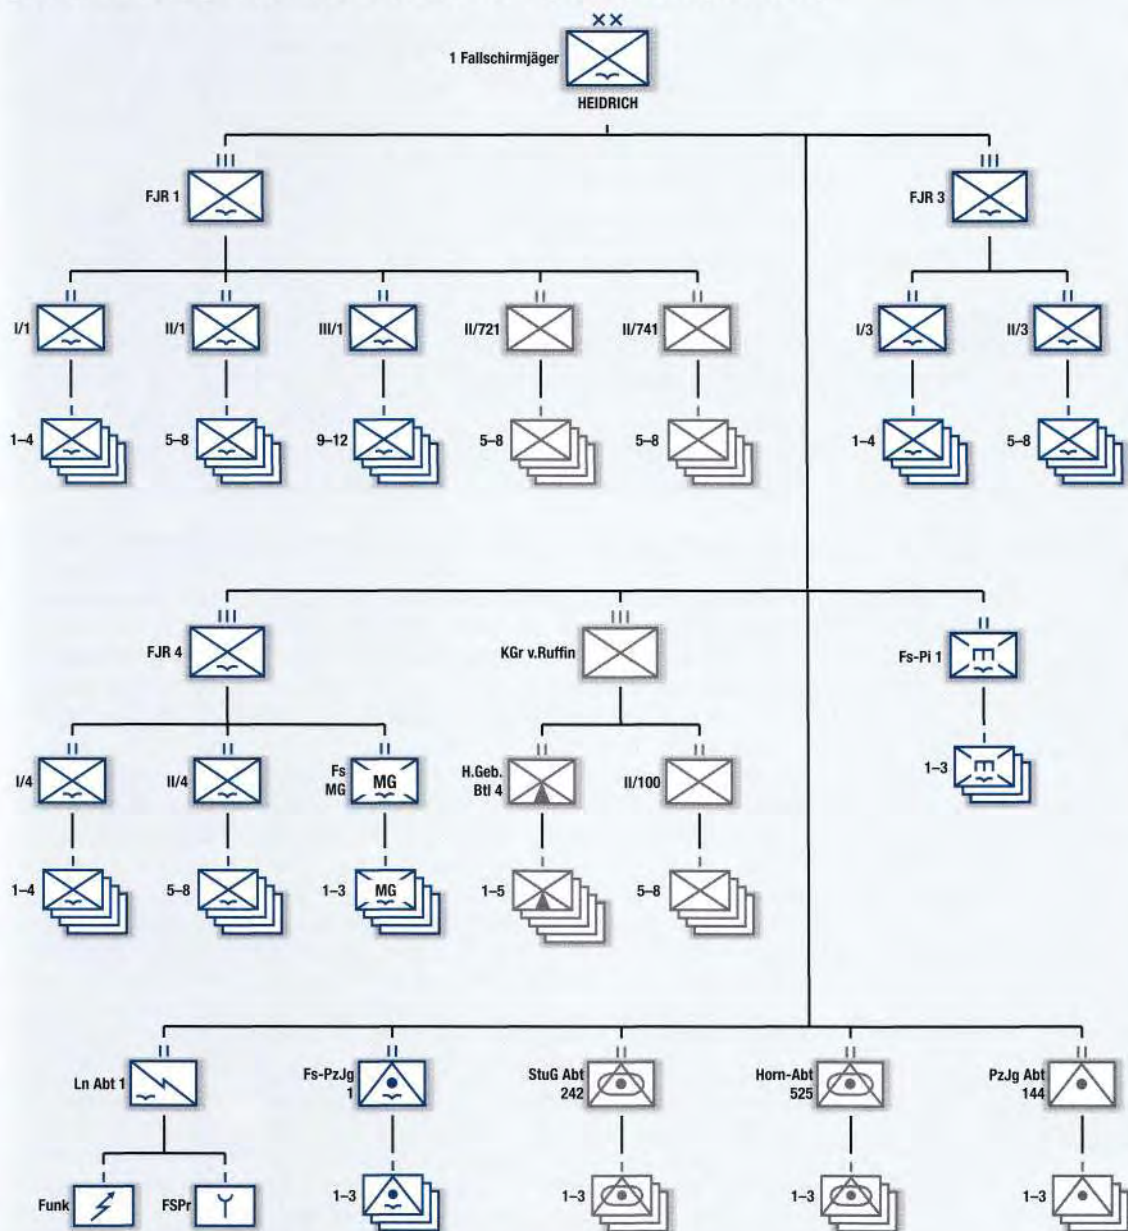 1 Fallschirmjäger
HEIDRICH
FJR 1
FJR 3
I/1
II/1
III/1
II/721
II/741
I/3
II/3
1–4
5–8
9–12
5–8
5–8
1–4
5–8
FJR 4
KGr v.Ruffin
Fs-Pi 1
I/4
II/4
Fs
MG
MG
H.Geb.
Btl 4
II/100
1–3
1–4
5–8
1–3
MG
1–5
5–8
Ln Abt 1
Fs-PzJg
1
StuG Abt
242
Horn-Abt
525
PzJg Abt
144
Funk
FSPr
1–3
1–3
1–3
1–3